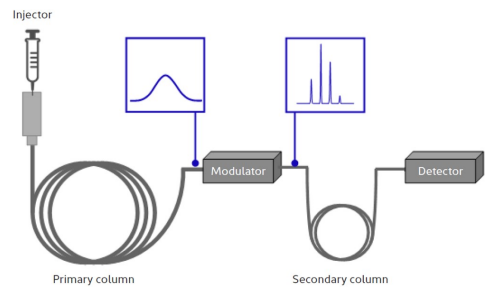 Injector
Modulator
Detector
Primary column
Secondary column